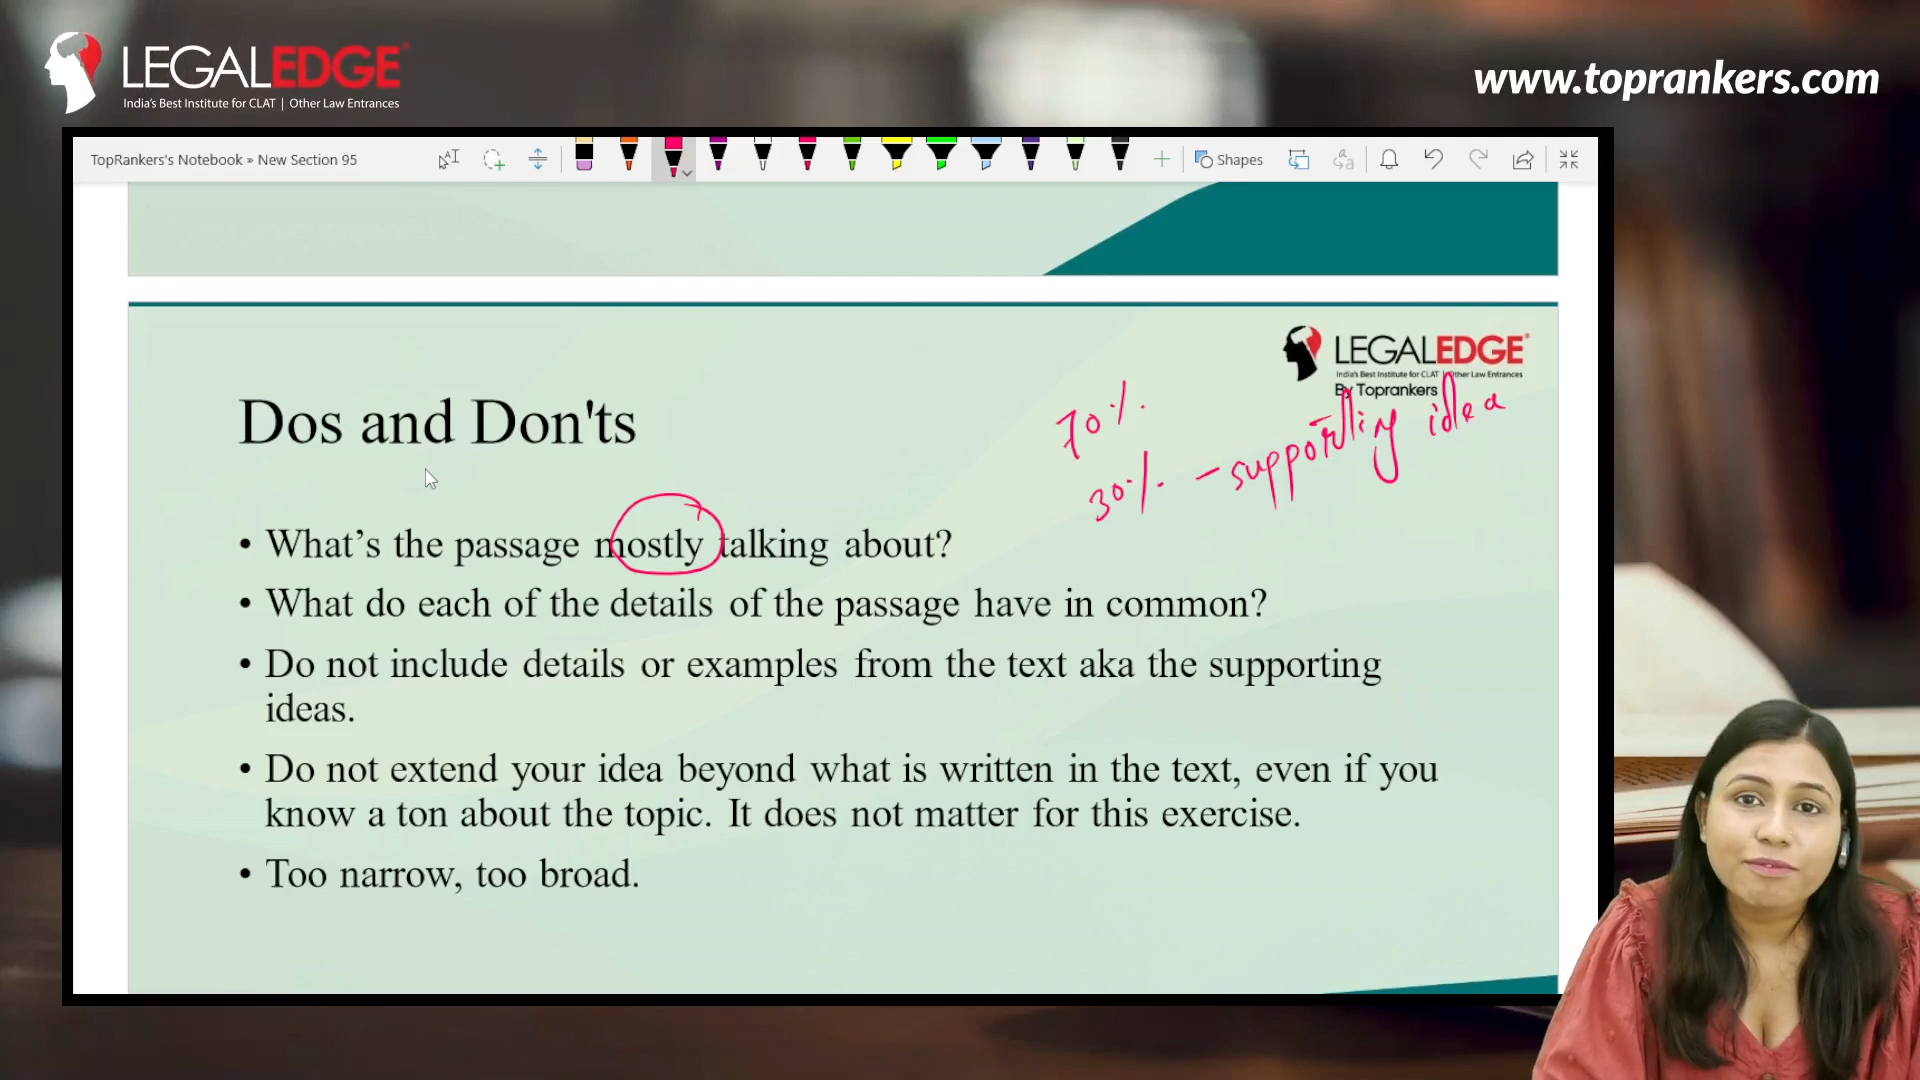 LEGALEDGE
India's Best Institute for CLAT | Other Law Entrances
www.toprankers.com
TopRankers's Notebook » New Section 95
Shapes
LEGALEDGE
India's Best Institute for CLAT | Other Law Entrances
By Toprankers
Dos and Don'ts
70%.
30%. - supporting idea
• What's the passage mostly talking about?
• What do each of the details of the passage have in common?
• Do not include details or examples from the text aka the supporting
ideas.
• Do not extend your idea beyond what is written in the text, even if you
know a ton about the topic. It does not matter for this exercise.
• Too narrow, too broad.